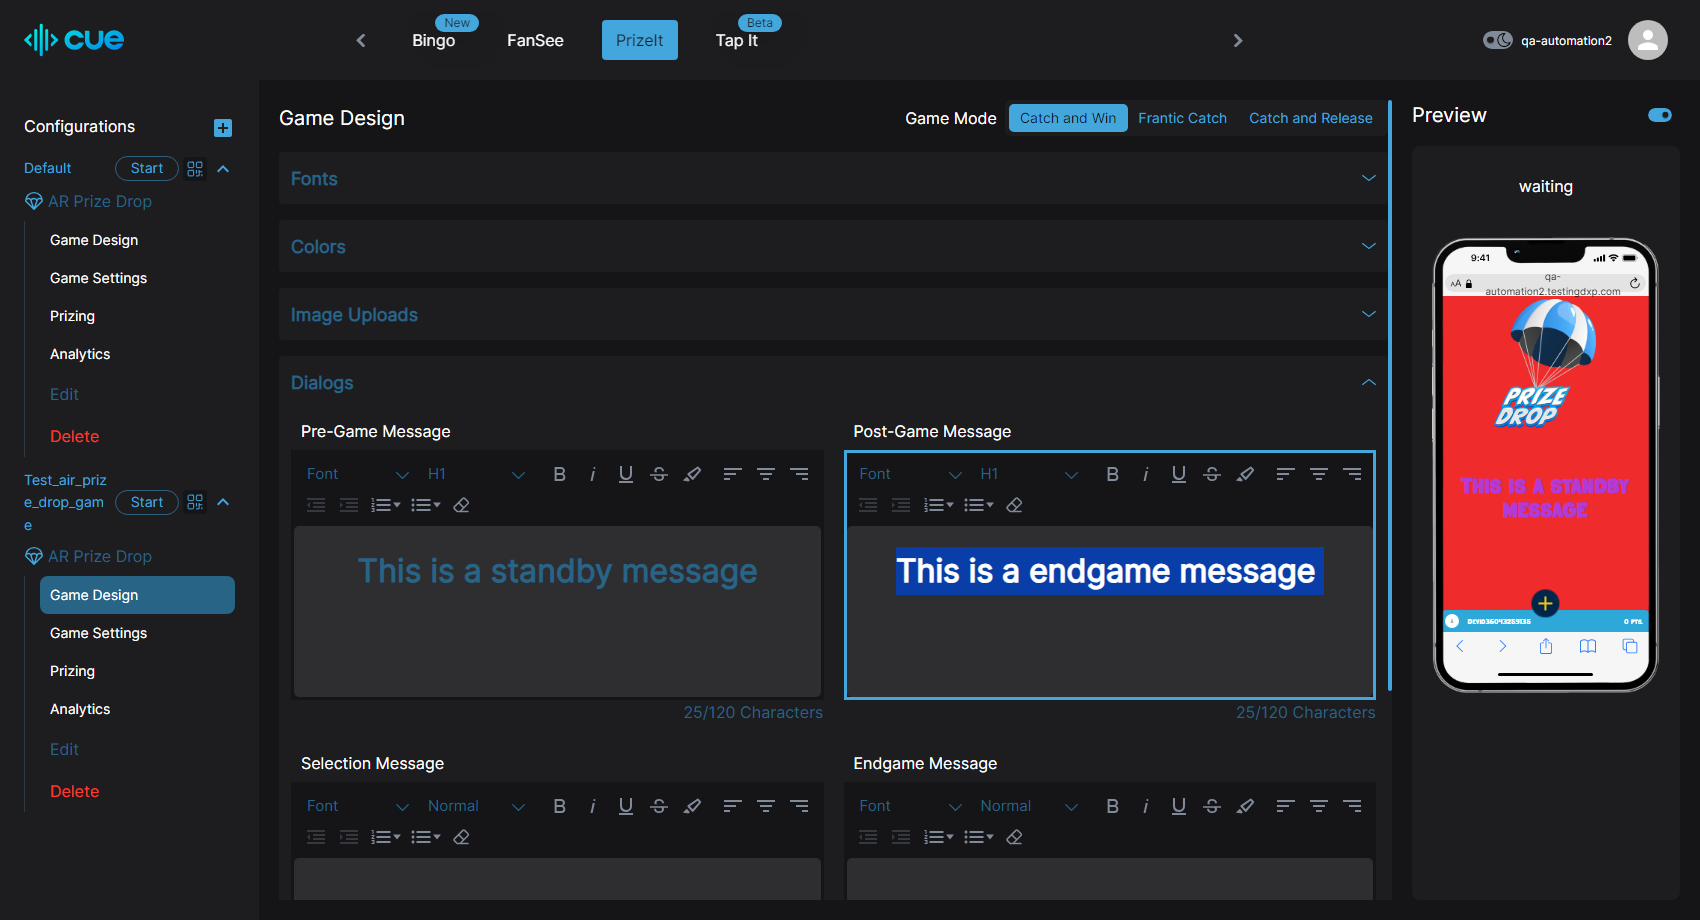 cue
New
Bingo
FanSee
PrizeIt
Beta
Tap It
qa-automation2
Configurations
Default
Start
AR Prize Drop
Game Design
Game Settings
Prizing
Analytics
Edit
Delete
Test_air_priz
e_drop_gam
e
Start
AR Prize Drop
Game Design
Game Settings
Prizing
Analytics
Edit
Delete
Game Design
Game Mode
Catch and Win
Frantic Catch
Catch and Release
Fonts
Colors
Image Uploads
Dialogs
Pre-Game Message
Font
H1
This is a standby message
25/120 Characters
Post-Game Message
Font
H1
This is a endgame message
25/120 Characters
Selection Message
Font
Normal
Endgame Message
Font
Normal
Preview
waiting
9:41
AA
qa-
automation2.testingdxp.com
PRIZE
DROP
THIS IS A STANDBY
MESSAGE
0 PTS.